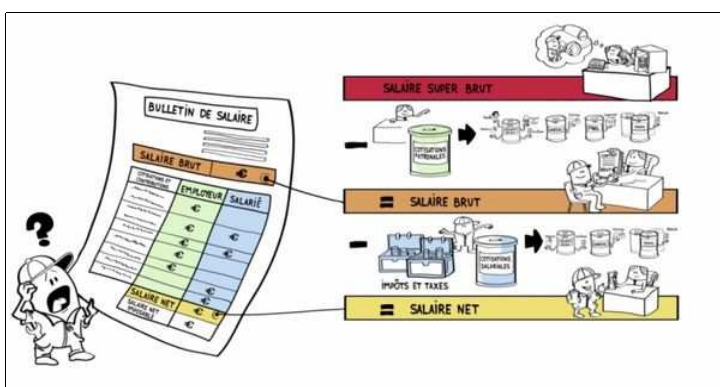 BULLETIN DE SALAIRE
SALAIRE BRUT €
COTISATIONS ET
CONTRIBUTIONS
EMPLOYEUR SALARIÉ
€
€
€
€
€
€
€
€
SALAIRE NET €
SALAIRE NET
IMPOSABLE
€
?
SALAIRE SUPER BRUT
-
COTISATIONS
PATRONALES
= SALAIRE BRUT
-
COTISATIONS
SALARIALES
IMPÔTS ET TAXES
= SALAIRE NET